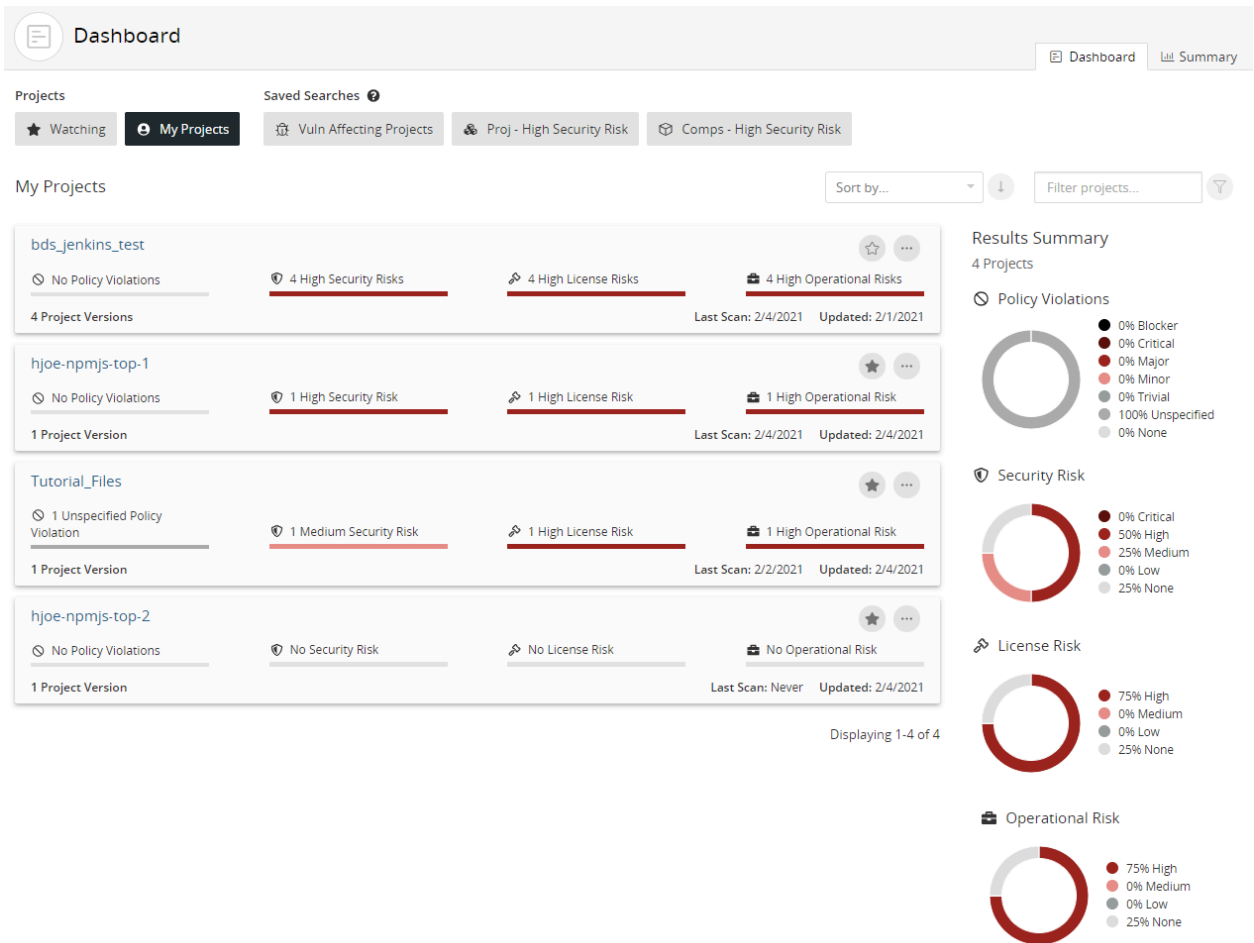 Dashboard
Dashboard
Summary
Projects
Saved Searches ?
Watching
My Projects
Vuln Affecting Projects
Proj - High Security Risk
Comps - High Security Risk
My Projects
Sort by...
Filter projects...
bds_jenkins_test
No Policy Violations
4 High Security Risks
4 High License Risks
4 High Operational Risks
4 Project Versions
Last Scan: 2/4/2021 Updated: 2/1/2021
hjoe-npmjs-top-1
No Policy Violations
1 High Security Risk
1 High License Risk
1 High Operational Risk
1 Project Version
Last Scan: 2/4/2021 Updated: 2/4/2021
Tutorial_Files
1 Unspecified Policy
Violation
1 Medium Security Risk
1 High License Risk
1 High Operational Risk
1 Project Version
Last Scan: 2/2/2021 Updated: 2/4/2021
hjoe-npmjs-top-2
No Policy Violations
No Security Risk
No License Risk
No Operational Risk
1 Project Version
Last Scan: Never Updated: 2/4/2021
Displaying 1-4 of 4
Results Summary
4 Projects
Policy Violations
0% Blocker
0% Critical
0% Major
0% Minor
0% Trivial
100% Unspecified
0% None
Security Risk
0% Critical
50% High
25% Medium
0% Low
25% None
License Risk
75% High
0% Medium
0% Low
25% None
Operational Risk
75% High
0% Medium
0% Low
25% None